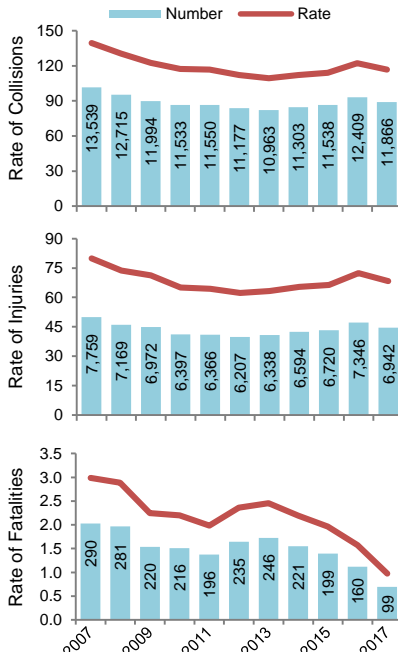 Number Rate
Rate of Collisions
150
120
90
60
30
0
13,539 12,715 11,994 11,533 11,550 11,177 10,963 11,303 11,538 12,409 11,866
Rate of Injuries
90
75
60
45
30
15
0
7,759 7,169 6,972 6,397 6,366 6,207 6,338 6,594 6,720 7,346 6,942
Rate of Fatalities
3.5
3.0
2.5
2.0
1.5
1.0
0.5
0.0
290 281 220 216 196 235 246 221 199 160 99
2007 2009 2011 2013 2015 2017